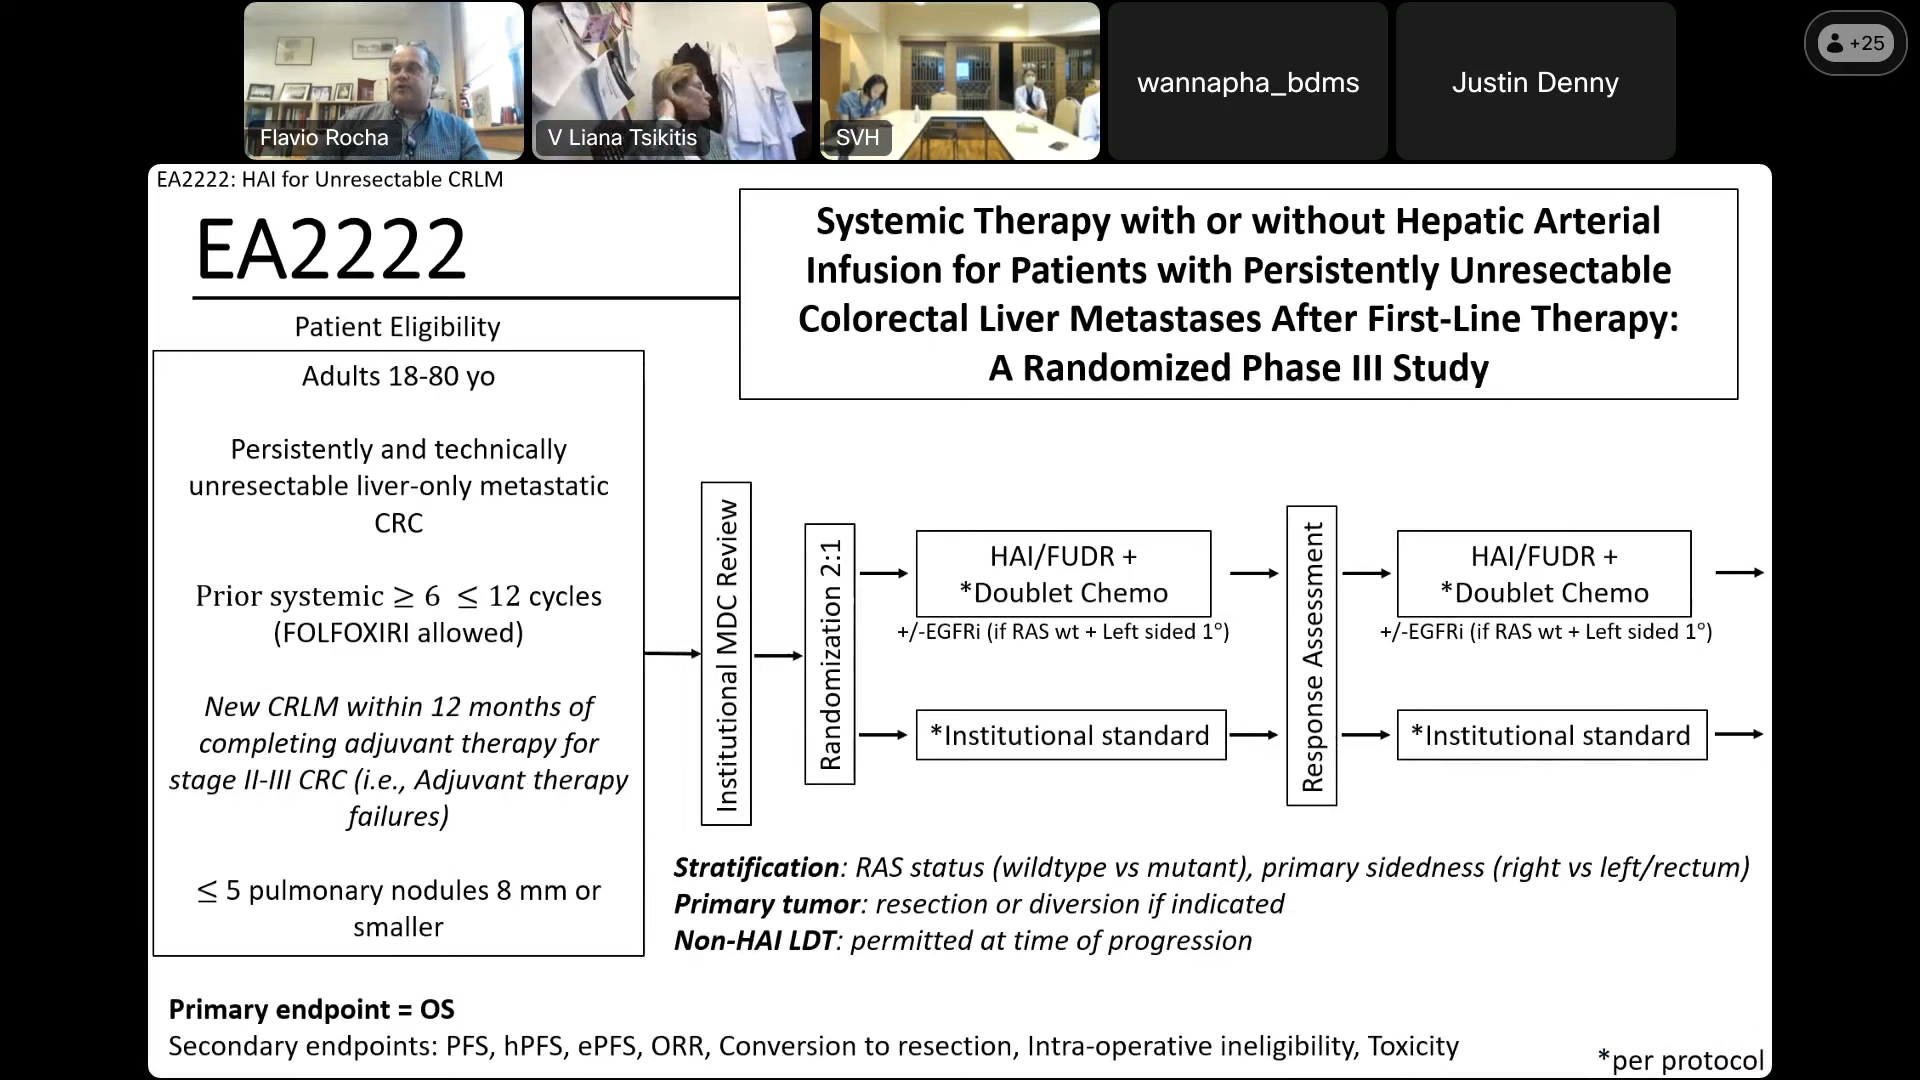 Flavio Rocha
V Liana Tsikitis
SVH
wannapha_bdms
Justin Denny
+25
EA2222: HAI for Unresectable CRLM
EA2222
Systemic Therapy with or without Hepatic Arterial
Infusion for Patients with Persistently Unresectable
Colorectal Liver Metastases After First-Line Therapy:
A Randomized Phase III Study
Patient Eligibility
Adults 18-80 yo
Persistently and technically
unresectable liver-only metastatic
CRC
Prior systemic ≥ 6 ≤ 12 cycles
(FOLFOXIRI allowed)
New CRLM within 12 months of
completing adjuvant therapy for
stage II-III CRC (i.e., Adjuvant therapy
failures)
≤ 5 pulmonary nodules 8 mm or
smaller
Institutional MDC Review
Randomization 2:1
HAI/FUDR +
*Doublet Chemo
+/-EGFRi (if RAS wt + Left sided 1°)
*Institutional standard
Response Assessment
HAI/FUDR +
*Doublet Chemo
+/-EGFRi (if RAS wt + Left sided 1°)
*Institutional standard
Stratification: RAS status (wildtype vs mutant), primary sidedness (right vs left/rectum)
Primary tumor: resection or diversion if indicated
Non-HAI LDT: permitted at time of progression
Primary endpoint = OS
Secondary endpoints: PFS, hPFS, ePFS, ORR, Conversion to resection, Intra-operative ineligibility, Toxicity
*per protocol